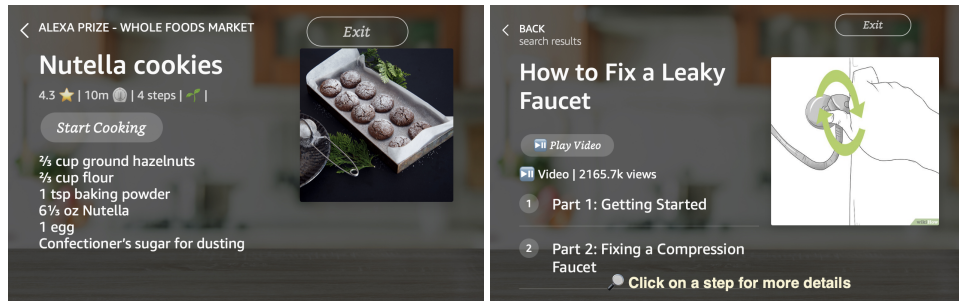 ALEXA PRIZE - WHOLE FOODS MARKET
Exit
Nutella cookies
4.3 ⭐ | 10m | 4 steps | 🌱 |
Start Cooking
⅔ cup ground hazelnuts
⅔ cup flour
1 tsp baking powder
6⅓ oz Nutella
1 egg
Confectioner's sugar for dusting
BACK
search results
Exit
How to Fix a Leaky
Faucet
Play Video
Video | 2165.7k views
1 Part 1: Getting Started
2 Part 2: Fixing a Compression
Faucet
Click on a step for more details